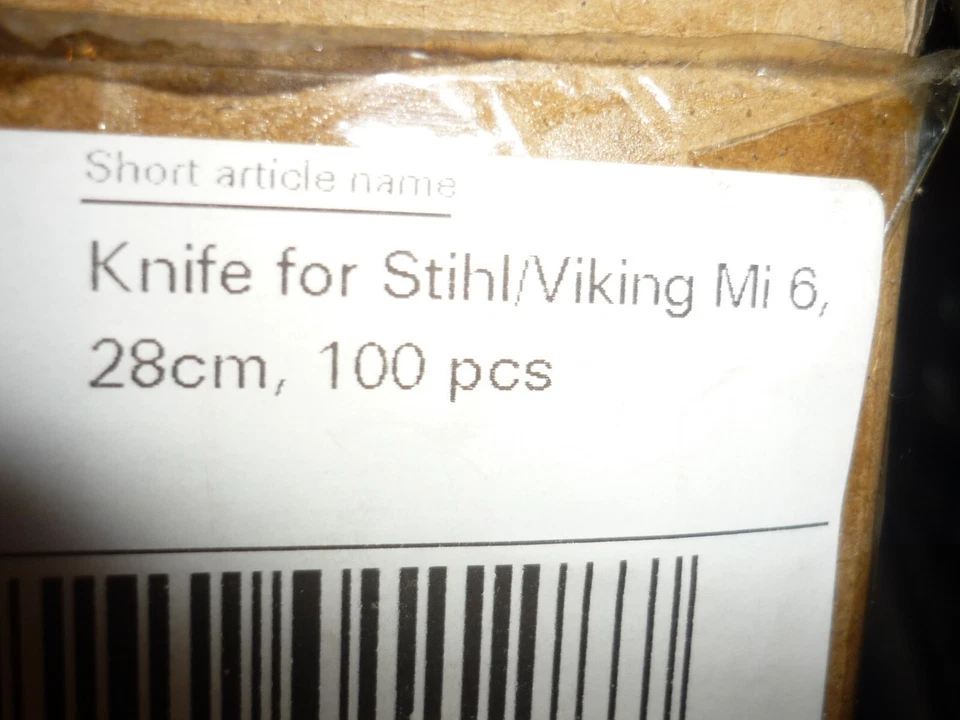 Short article name
Knife for Stihl/Viking Mi 6,
28cm, 100 pcs